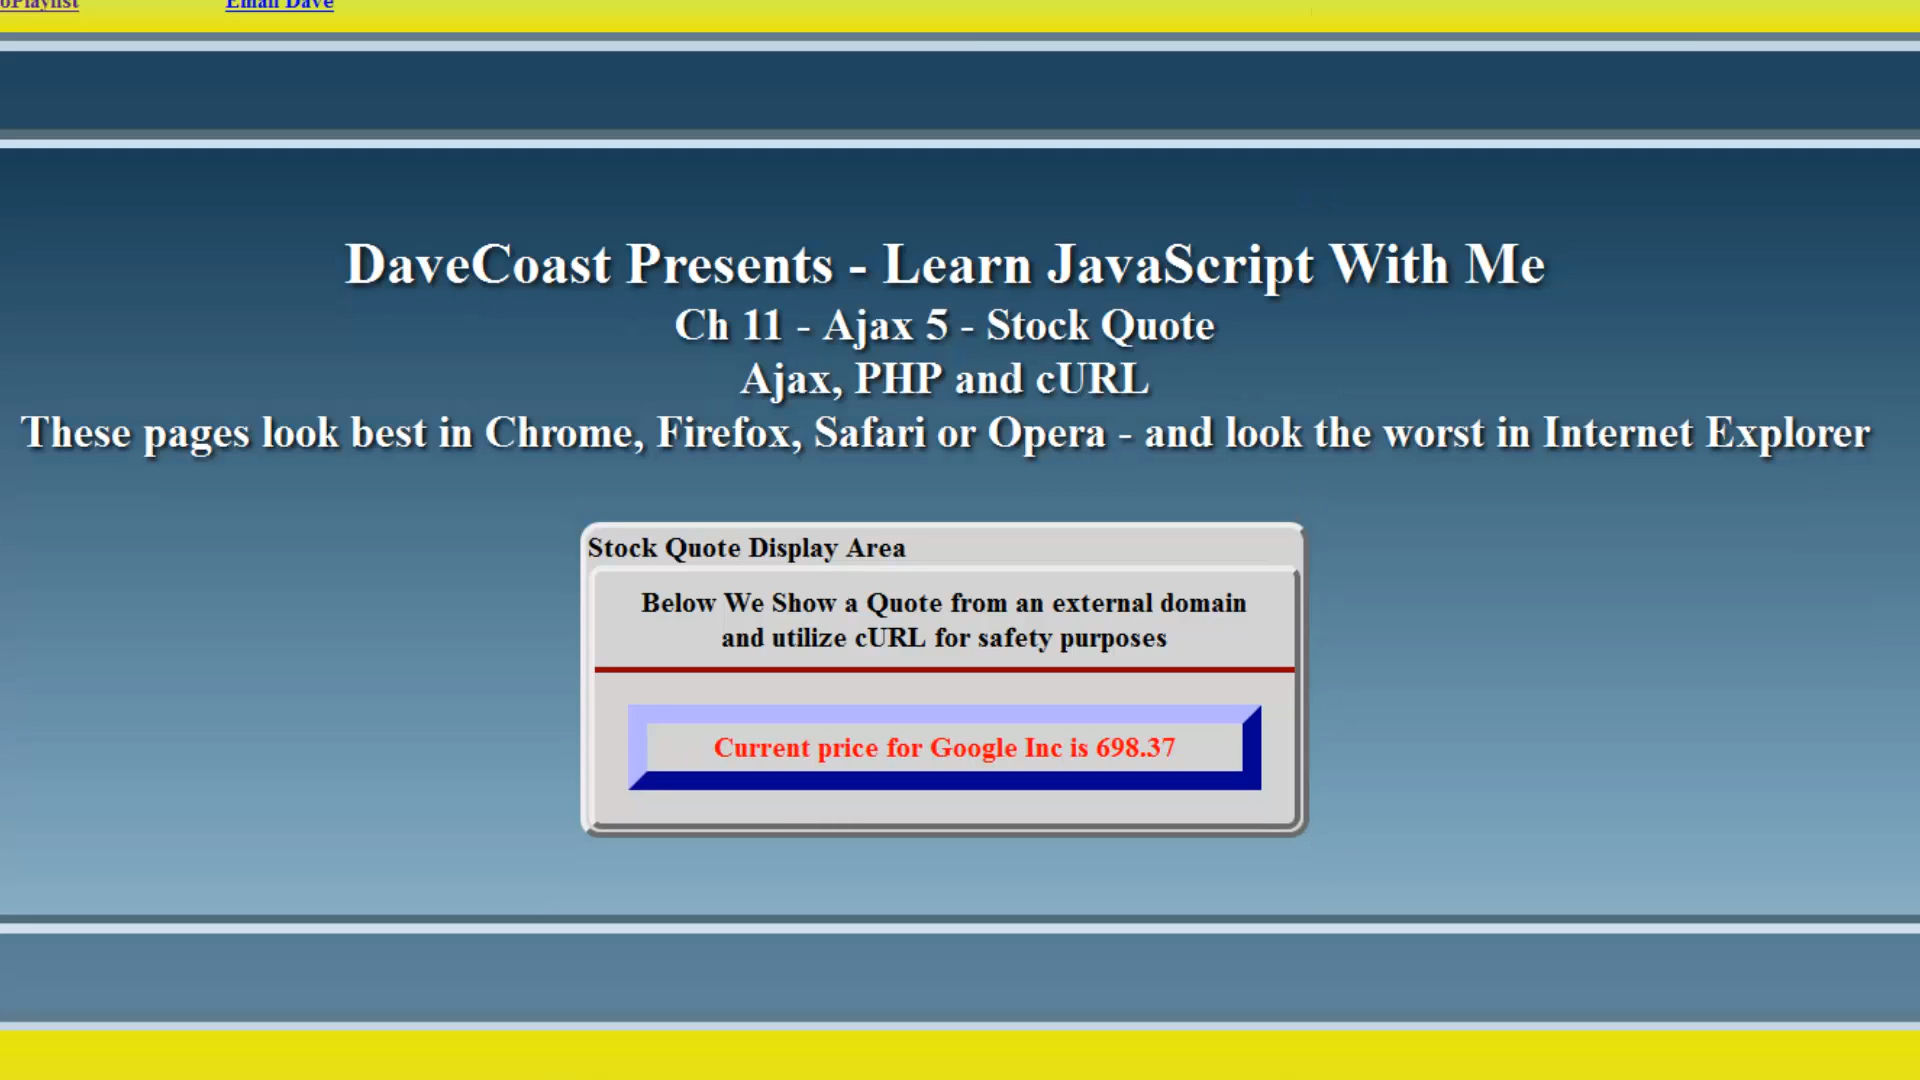 Email Dave
DaveCoast Presents - Learn JavaScript With Me
Ch 11 - Ajax 5 - Stock Quote
Ajax, PHP and cURL
These pages look best in Chrome, Firefox, Safari or Opera - and look the worst in Internet Explorer
Stock Quote Display Area
Below We Show a Quote from an external domain
and utilize cURL for safety purposes
Current price for Google Inc is 698.37